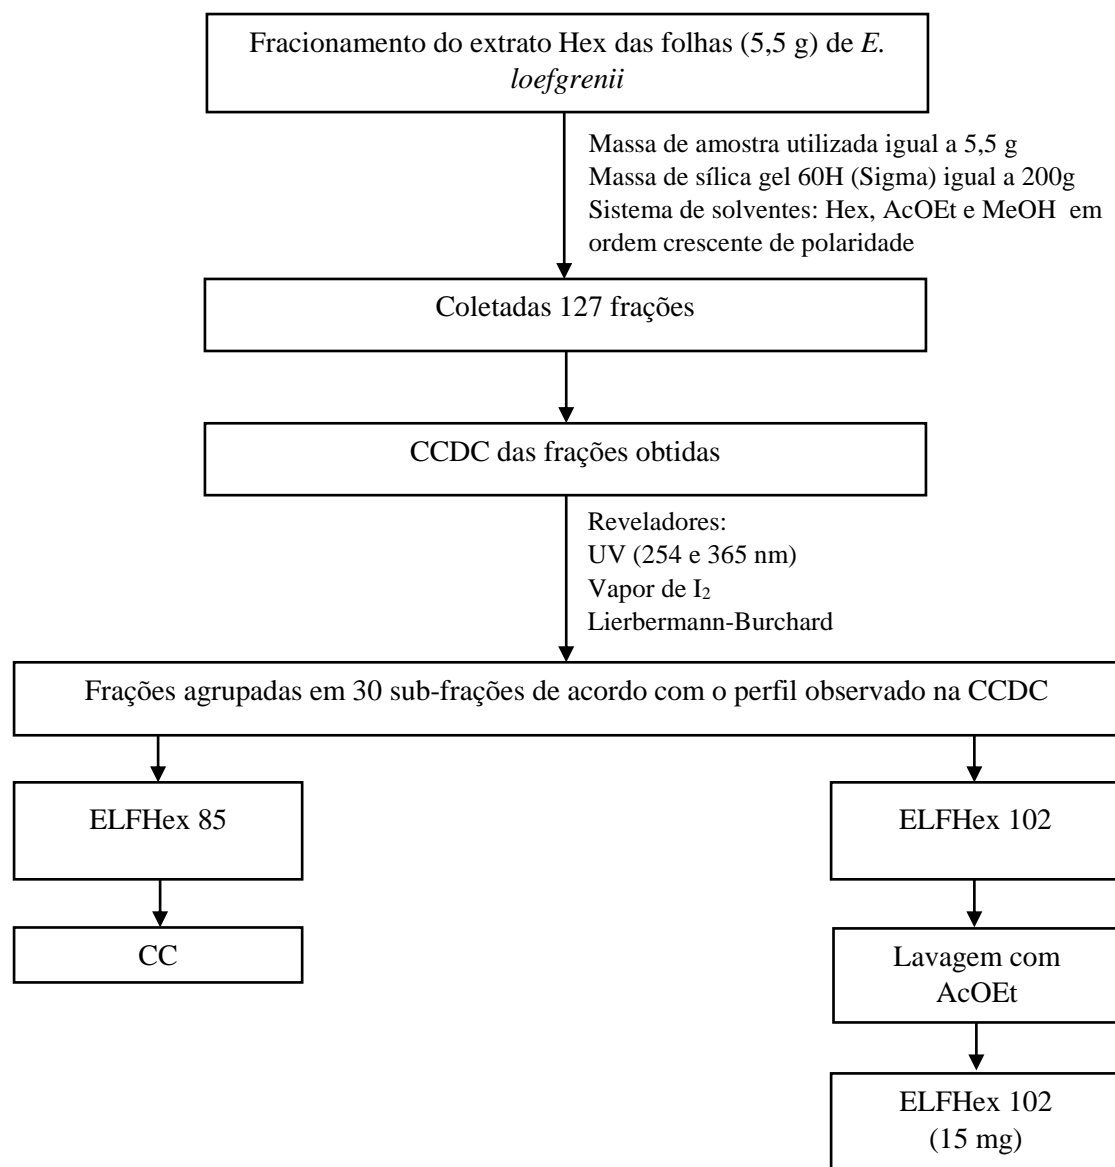 Fracionamento do extrato Hex das folhas (5,5 g) de E.
loefgrenii
Massa de amostra utilizada igual a 5,5 g
Massa de sílica gel 60H (Sigma) igual a 200g
Sistema de solventes: Hex, AcOEt e MeOH em
ordem crescente de polaridade
Coletadas 127 frações
CCDC das frações obtidas
Reveladores:
UV (254 e 365 nm)
Vapor de I₂
Lierbermann-Burchard
Frações agrupadas em 30 sub-frações de acordo com o perfil observado na CCDC
ELFHex 85
ELFHex 102
CC
Lavagem com
AcOEt
ELFHex 102
(15 mg)